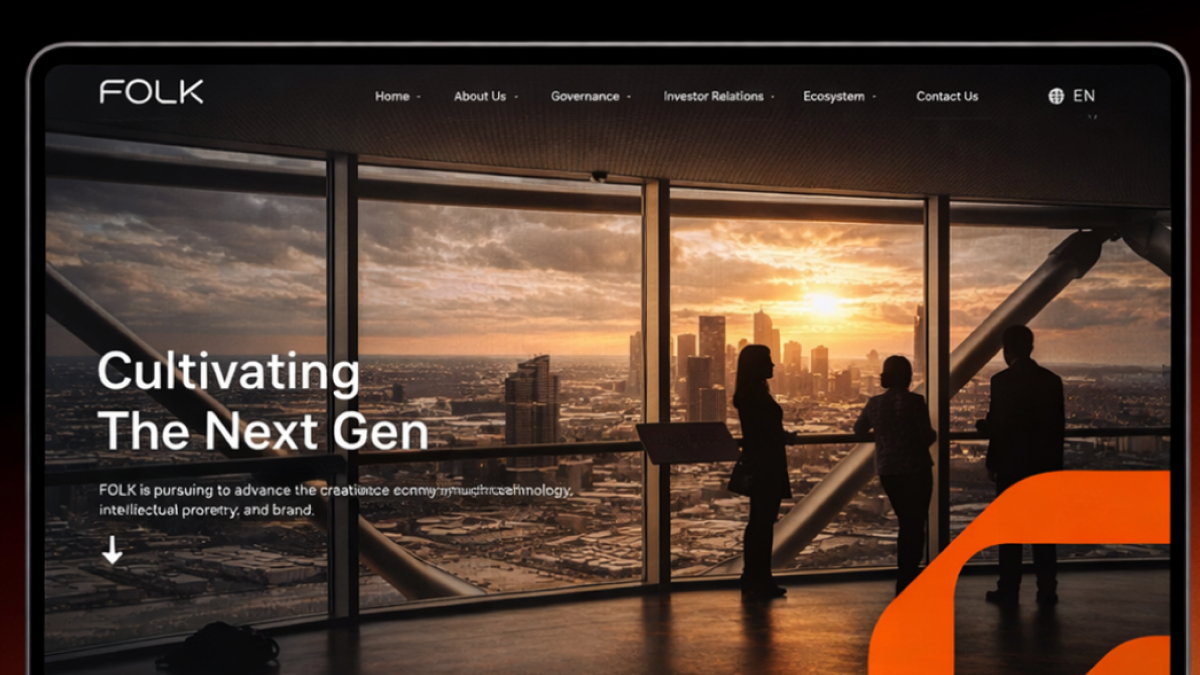 FOLK
Home
About Us
Governance
Investor Relations
Ecosystem
Contact Us
EN
Cultivating
The Next Gen
FOLK is pursuing to advance the
intellectual proretry, and brand.